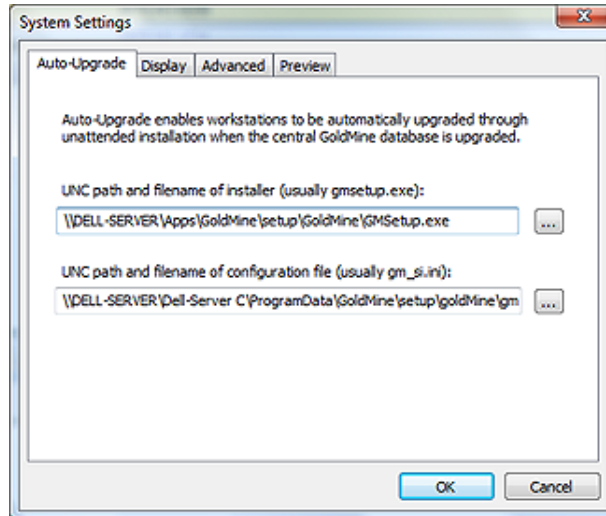 System Settings
Auto-Upgrade Display Advanced Preview
Auto-Upgrade enables workstations to be automatically upgraded through
unattended installation when the central GoldMine database is upgraded.
UNC path and filename of installer (usually gmsetup.exe):
\\DELL-SERVER\Apps\GoldMine\setup\GoldMine\GMSetup.exe
...
UNC path and filename of configuration file (usually gm_si.ini):
\\DELL-SERVER\Dell-Server C\ProgramData\GoldMine\setup\goldMine\gm
...
OK Cancel